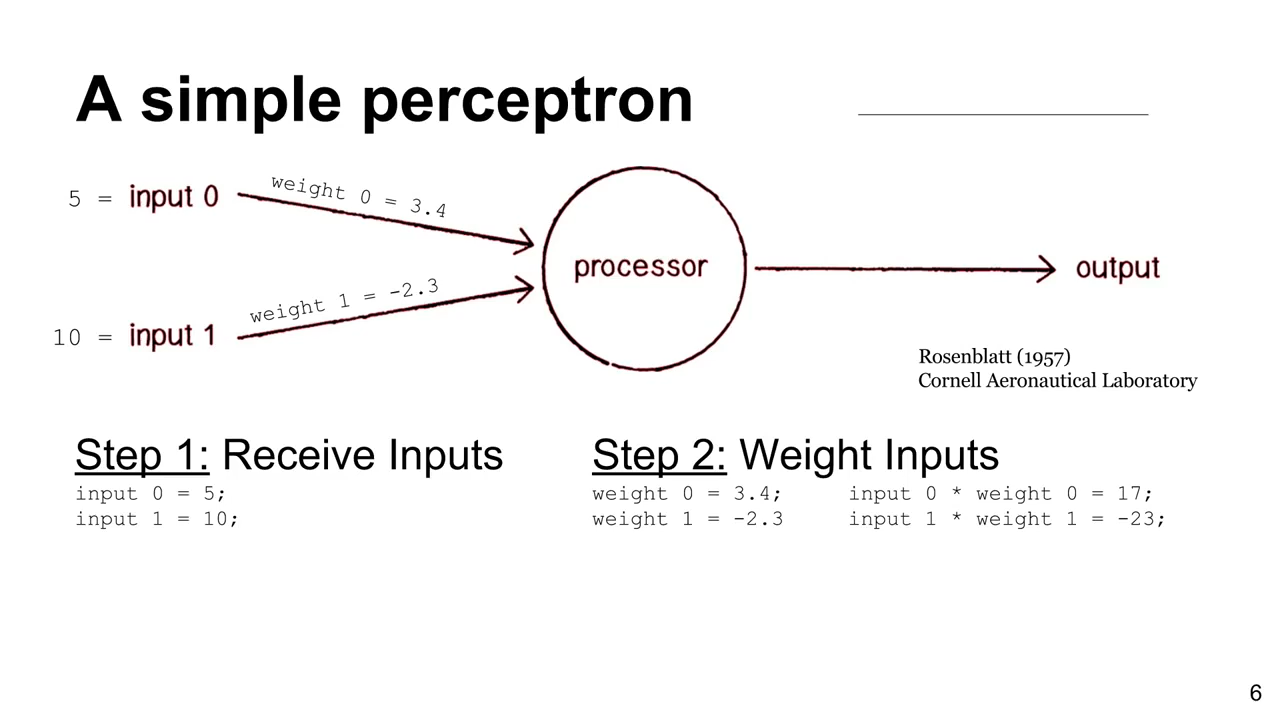 A simple perceptron
5 = input 0
weight 0 = 3.4
processor
output
weight 1 = -2.3
10 = input 1
Rosenblatt (1957)
Cornell Aeronautical Laboratory
Step 1: Receive Inputs
input 0 = 5;
input 1 = 10;
Step 2: Weight Inputs
weight 0 = 3.4; input 0 * weight 0 = 17;
weight 1 = -2.3 input 1 * weight 1 = -23;
6